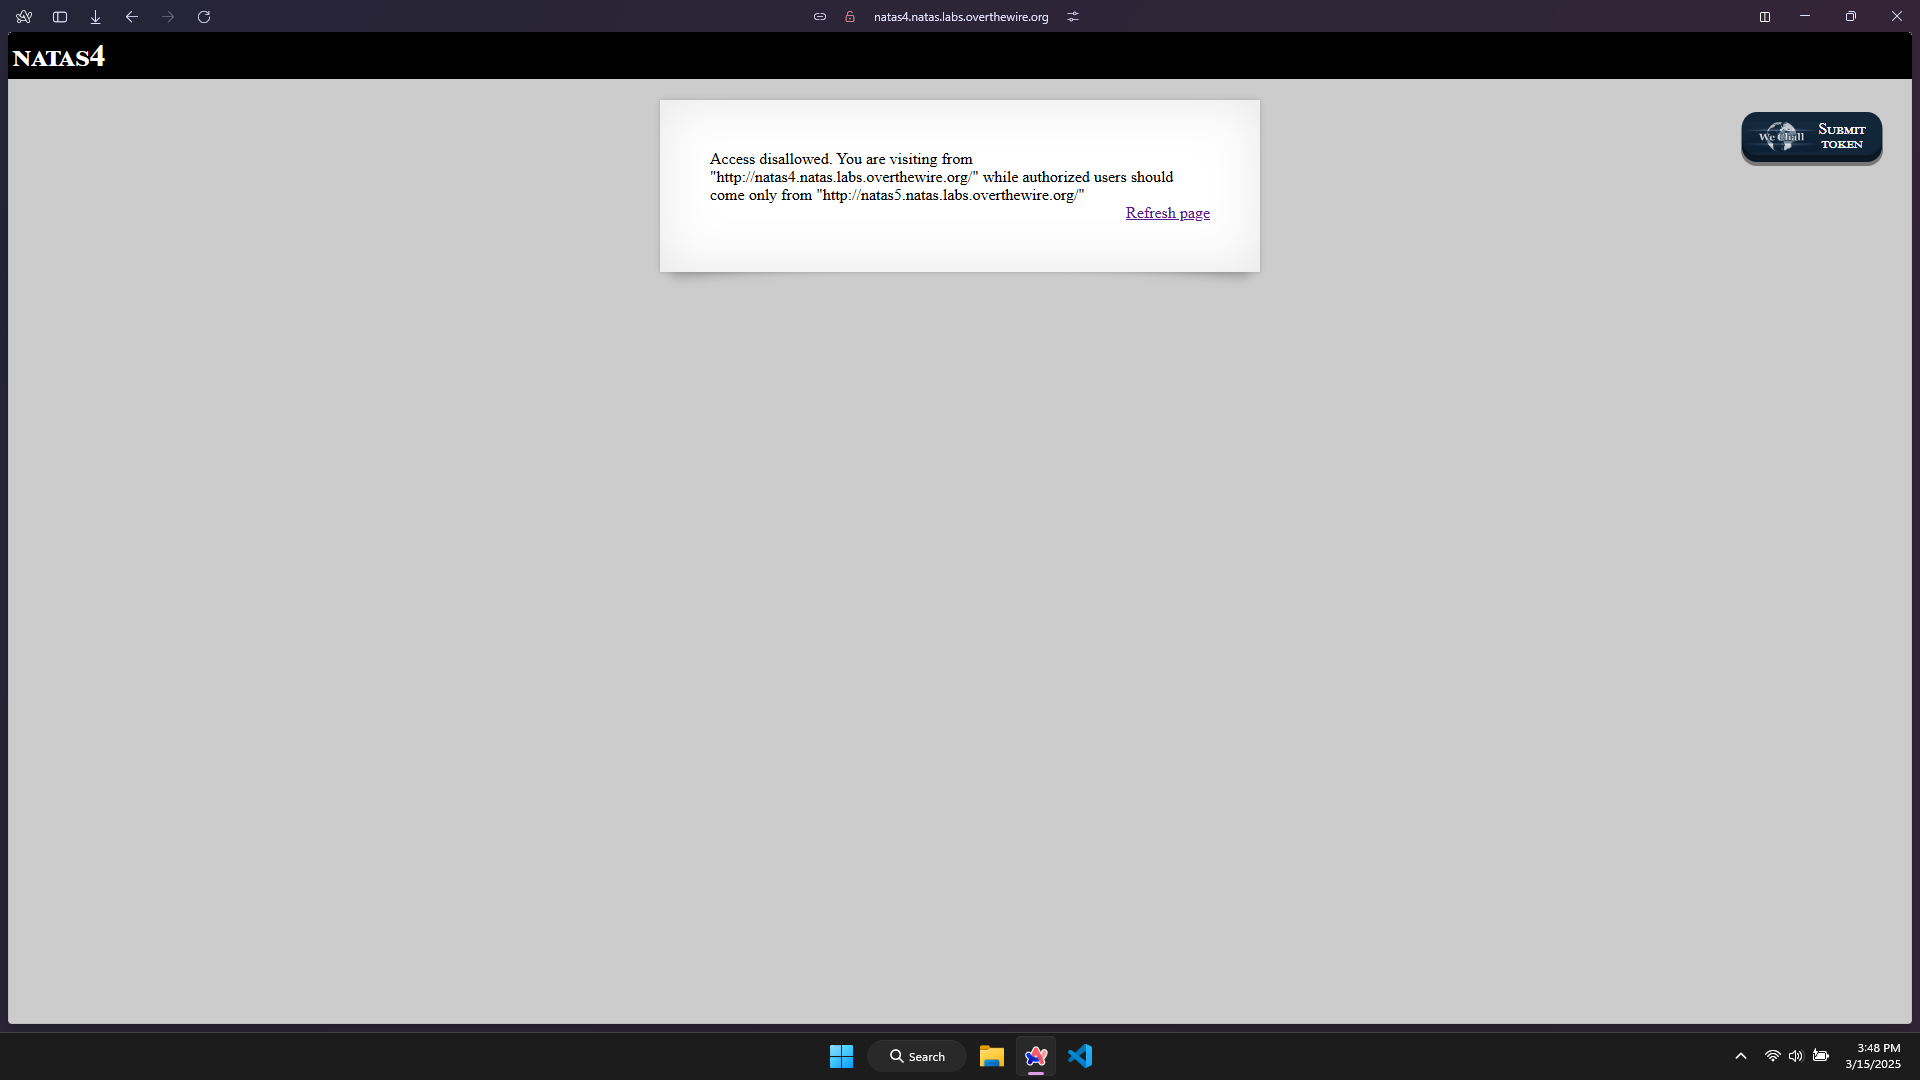 natas4.natas.labs.overthewire.org
NATAS4
Access disallowed. You are visiting from
"http://natas4.natas.labs.overthewire.org/" while authorized users should
come only from "http://natas5.natas.labs.overthewire.org/"
Refresh page
We Chall
SUBMIT
TOKEN
Search
3:48 PM
3/15/2025